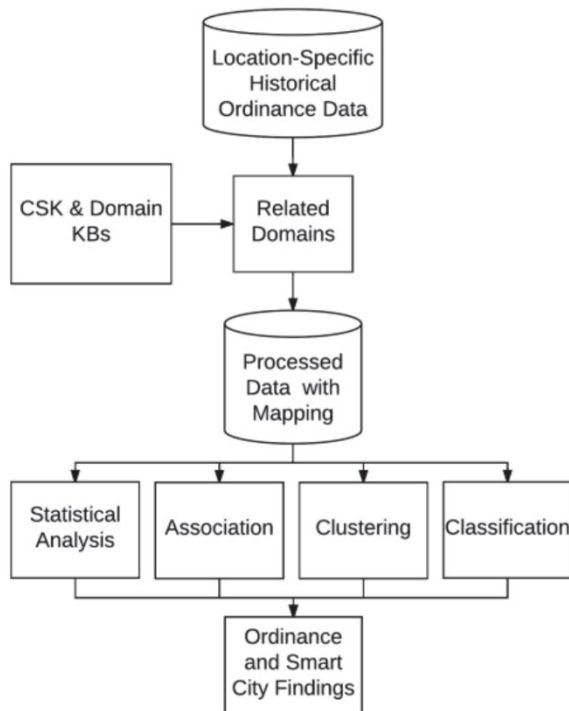 Location-Specific
Historical
Ordinance Data
CSK & Domain
KBs
Related
Domains
Processed
Data with
Mapping
Statistical
Analysis
Association
Clustering
Classification
Ordinance
and Smart
City Findings